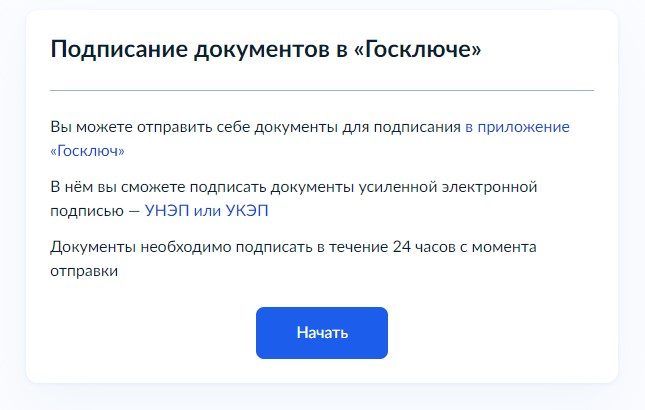 Подписание документов в «Госключе»
Вы можете отправить себе документы для подписания в приложение
«Госключ»
В нём вы сможете подписать документы усиленной электронной
подписью — УНЭП или УКЭП
Документы необходимо подписать в течение 24 часов с момента
отправки
Начать